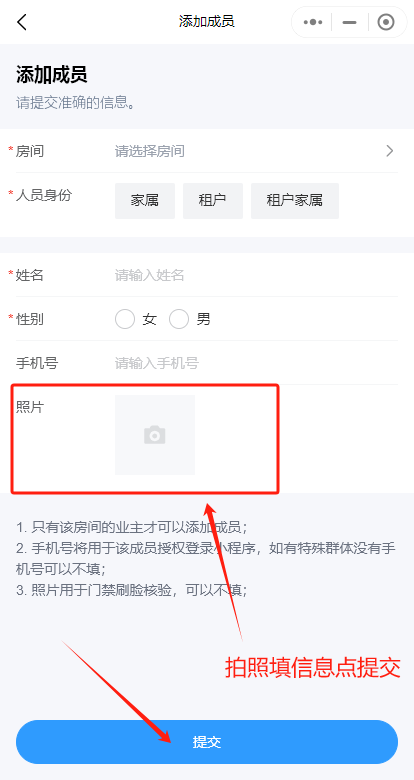 添加成员
添加成员
请提交准确的信息。
*房间 请选择房间
*人员身份 家属 租户 租户家属
*姓名 请输入姓名
*性别 女 男
手机号 请输入手机号
照片
1. 只有该房间的业主才可以添加成员；
2. 手机号将用于该成员授权登录小程序，如有特殊群体没有手
机号可以不填；
3. 照片用于门禁刷脸核验，可以不填；
拍照填信息点提交
提交